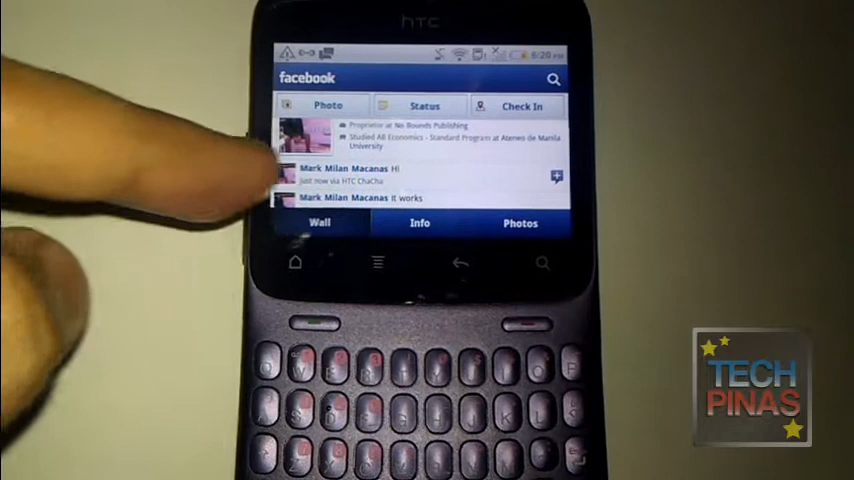 hTC
8:20 PM
facebook
Photo
Status
Check In
Proprietor at No Bounds Publishing
Studied AB Economics - Standard Program at Ateneo de Manila
University
Mark Milan Macanas Hi
Just now via HTC ChaCha
Mark Milan Macanas it works
Wall
Info
Photos
TECH
PINAS